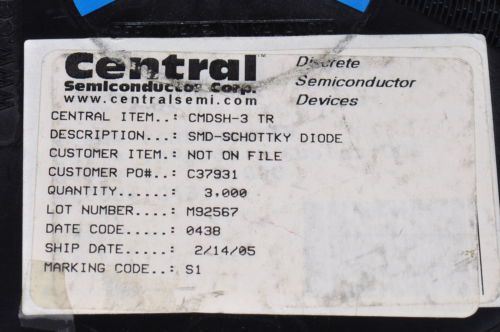 Central™
Semiconductor Corp.
www.centralsemi.com
Discrete
Semiconductor
Devices
CENTRAL ITEM..: CMDSH-3 TR
DESCRIPTION...: SMD-SCHOTTKY DIODE
CUSTOMER ITEM.: NOT ON FILE
CUSTOMER PO#..: C37931
QUANTITY......: 3.000
LOT NUMBER....: M92567
DATE CODE.....: 0438
SHIP DATE.....: 2/14/05
MARKING CODE..: S1